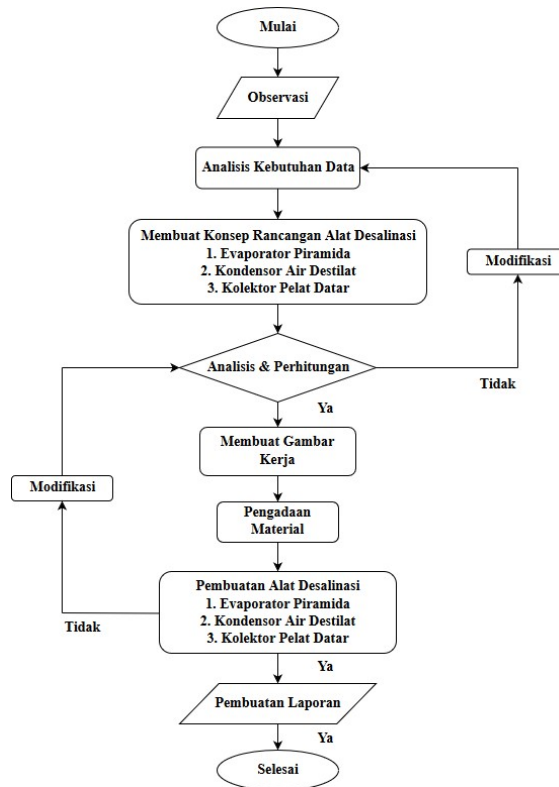 Mulai
Observasi
Analisis Kebutuhan Data
Membuat Konsep Rancangan Alat Desalinasi
1. Evaporator Piramida
2. Kondensor Air Destilat
3. Kolektor Pelat Datar
Modifikasi
Analisis & Perhitungan
Tidak
Ya
Membuat Gambar
Kerja
Modifikasi
Pengadaan
Material
Pembuatan Alat Desalinasi
1. Evaporator Piramida
2. Kondensor Air Destilat
3. Kolektor Pelat Datar
Tidak
Ya
Pembuatan Laporan
Ya
Selesai